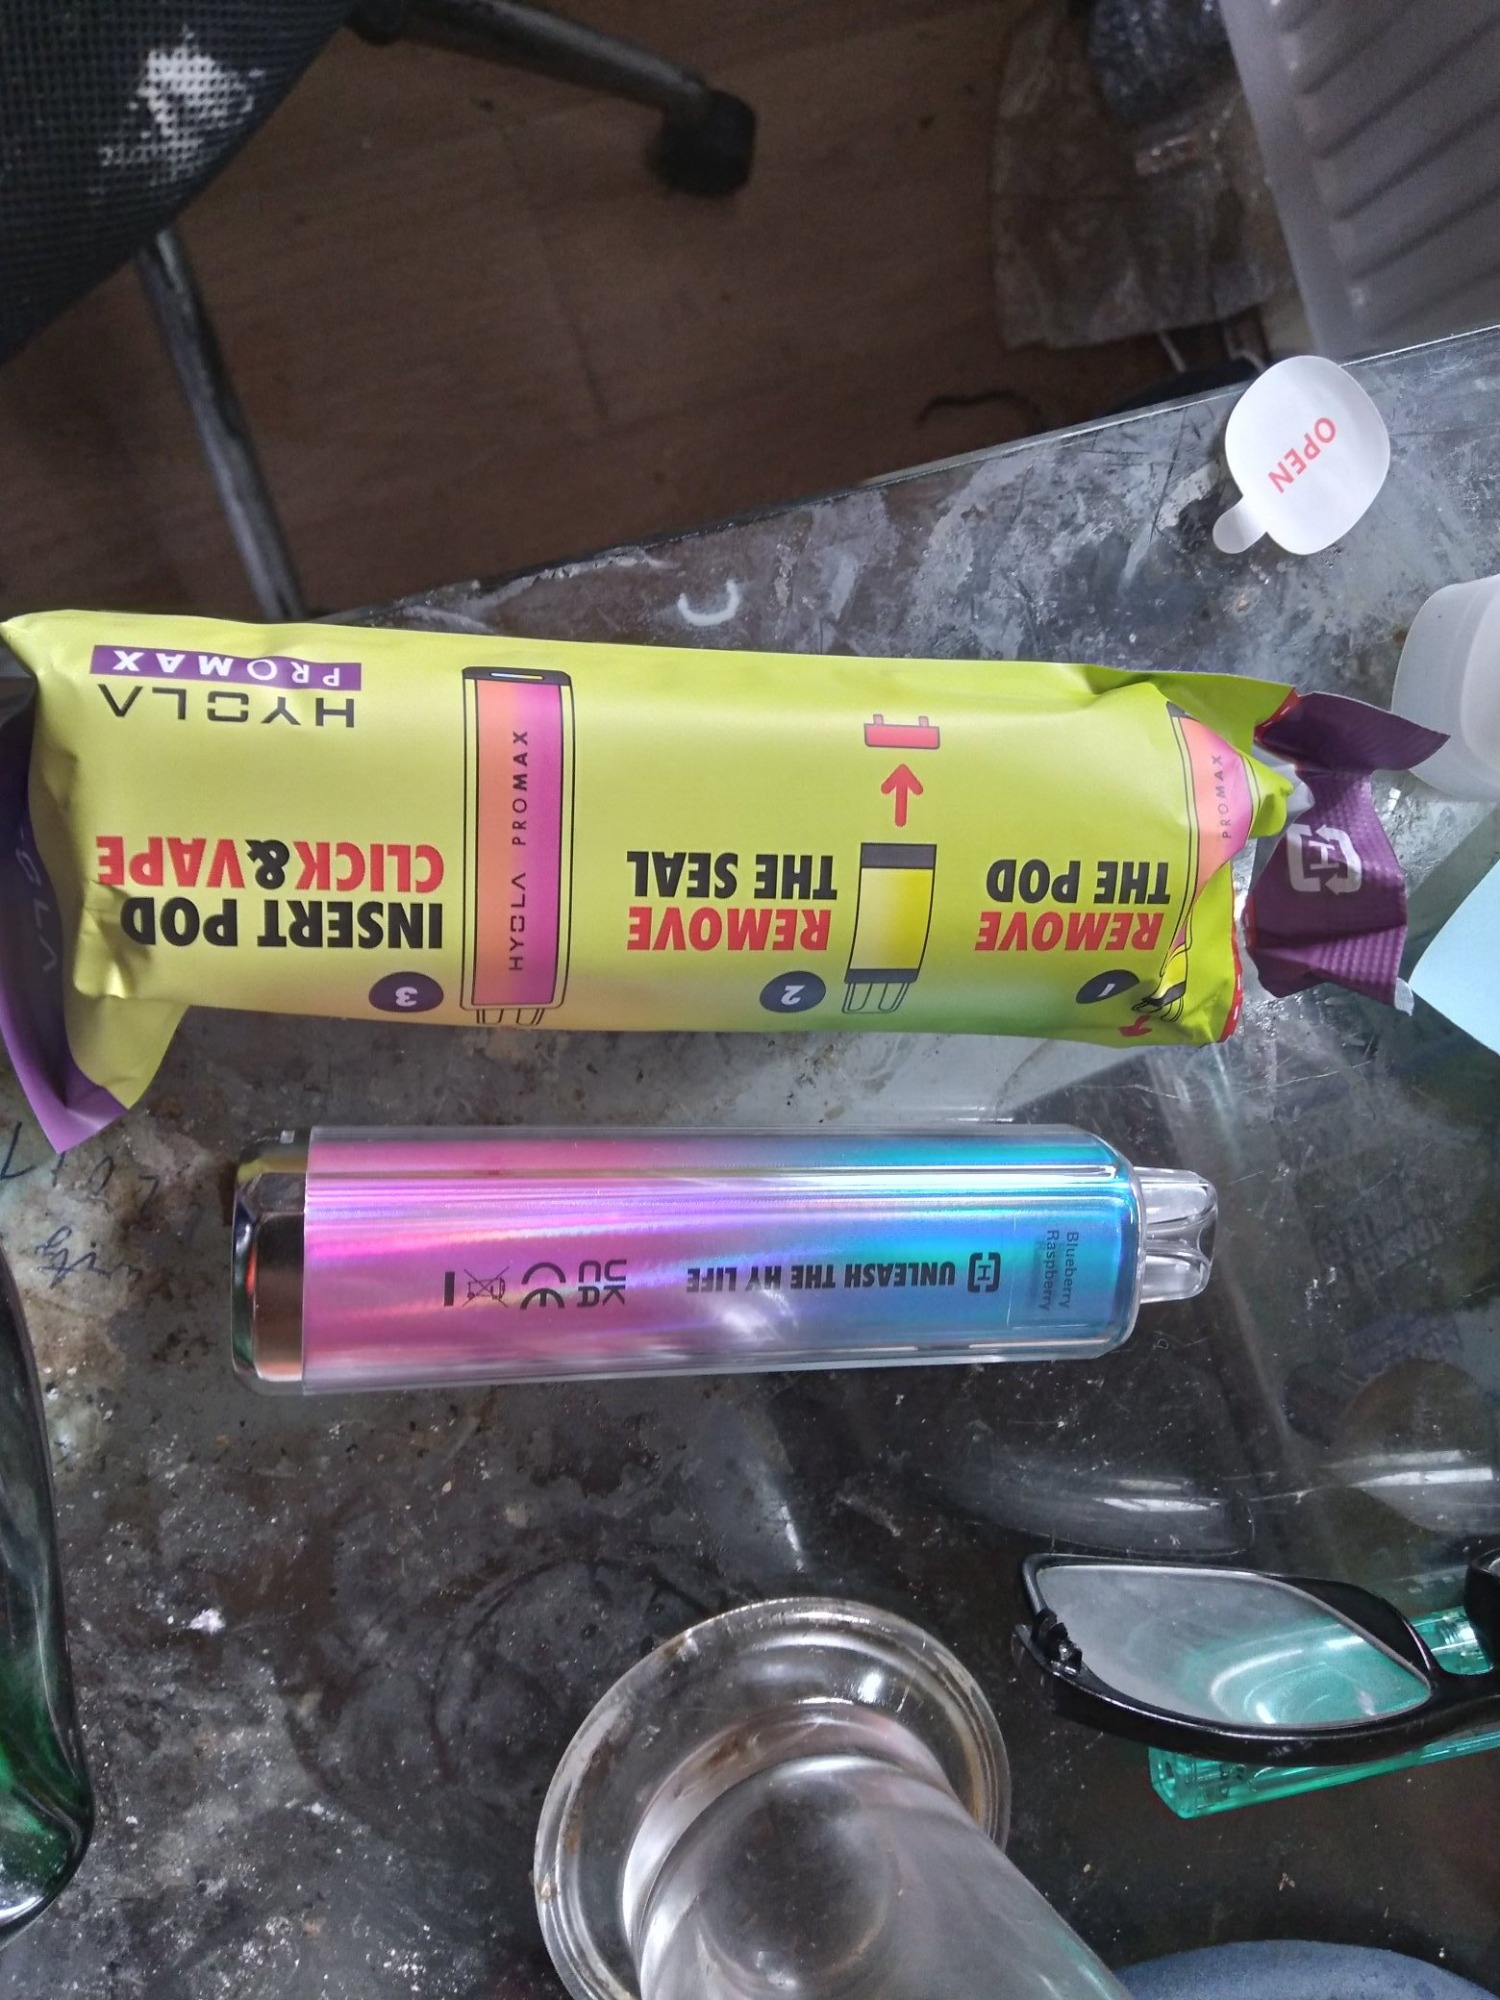 HYOLA
PROMAX
1
REMOVE
THE POD
PROMAX
2
REMOVE
THE SEAL
3
INSERT POD
CLICK&VAPE
HYOLA PROMAX
H
OPEN
Blueberry
Raspberry
H
UNLEASH THE HY LIFE
UK
CA
CE